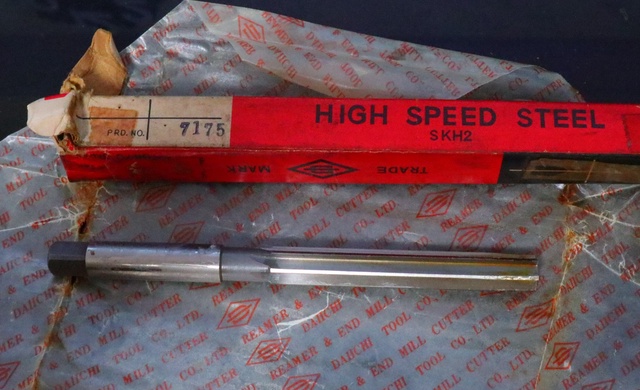 PRD.NO. 7175
HIGH SPEED STEEL
SKH2
TRADE MARK
REAMER & END MILL CUTTER
DAIICHI TOOL CO., LTD.